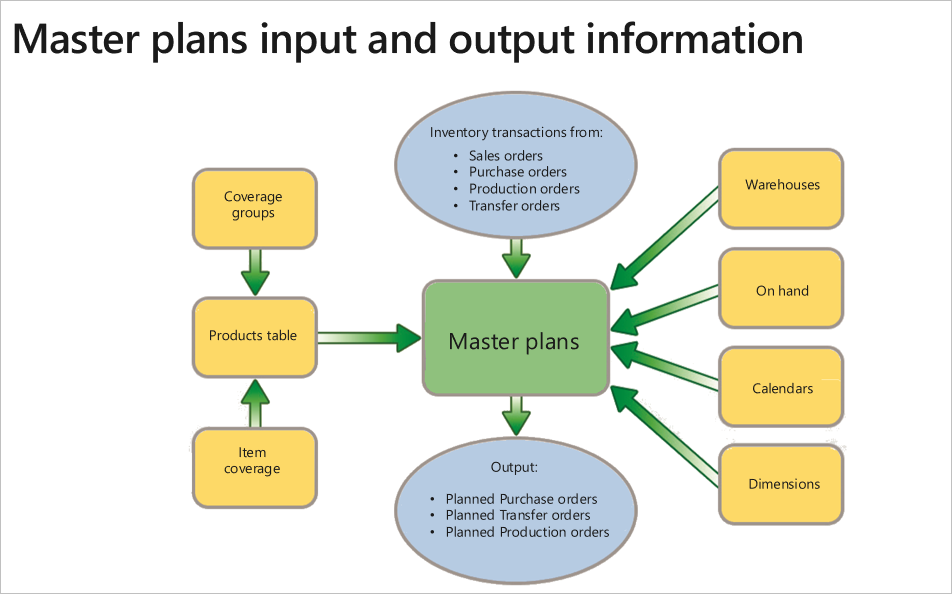 Master plans input and output information
Inventory transactions from:
• Sales orders
• Purchase orders
• Production orders
• Transfer orders
Coverage
groups
Products table
Item
coverage
Master plans
Warehouses
On hand
Calendars
Dimensions
Output:
• Planned Purchase orders
• Planned Transfer orders
• Planned Production orders